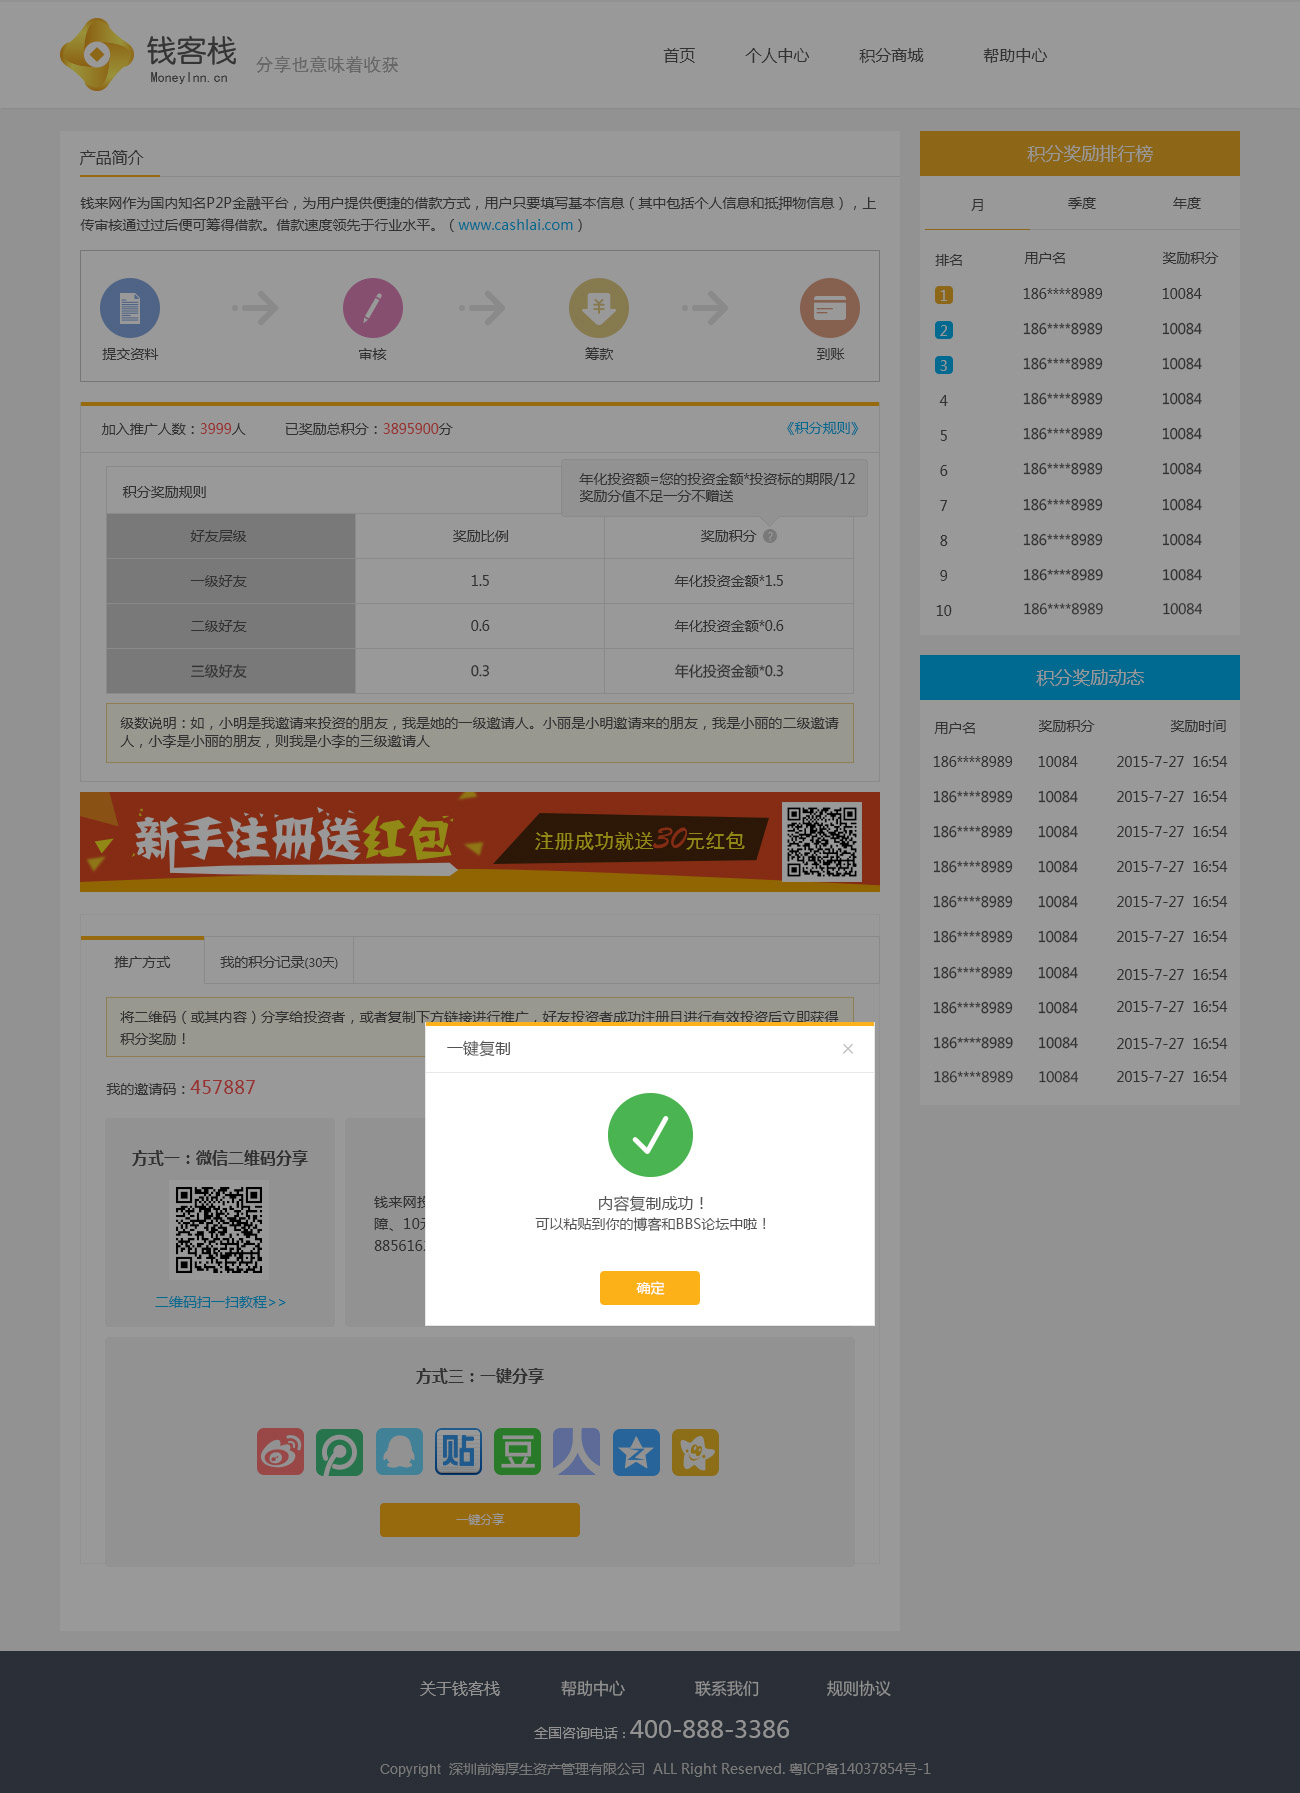 钱客栈
MoneyInn.cn
分享也意味着收获
首页 个人中心 积分商城 帮助中心
产品简介
钱来网作为国内知名P2P金融平台，为用户提供便捷的借款方式，用户只要填写基本信息（其中包括个人信息和抵押物信息），上
传审核通过过后便可筹得借款。借款速度领先于行业水平。（www.cashlai.com）
提交资料 审核 筹款 到账
加入推广人数：3999人 已奖励总积分：3895900分 《积分规则》
积分奖励规则
年化投资额=您的投资金额*投资标的期限/12
奖励分值不足一分不赠送
好友层级 奖励比例 奖励积分 ?
一级好友 1.5 年化投资金额*1.5
二级好友 0.6 年化投资金额*0.6
三级好友 0.3 年化投资金额*0.3
级数说明：如，小明是我邀请来投资的朋友，我是她的一级邀请人。小丽是小明邀请来的朋友，我是小丽的二级邀请
人，小李是小丽的朋友，则我是小李的三级邀请人
新手注册送红包 注册成功就送30元红包
推广方式 我的积分记录(30天)
将二维码（或其内容）分享给投资者，或者复制下方链接进行推广，好友投资者成功注册且进行有效投资后立即获得
积分奖励！
我的邀请码：457887
方式一：微信二维码分享
二维码扫一扫教程>>
钱来网投
障、10元
885616
一键复制 ×
内容复制成功！
可以粘贴到你的博客和BBS论坛中啦！
确定
方式三：一键分享
贴 豆 人
一键分享
积分奖励排行榜
月 季度 年度
排名 用户名 奖励积分
1 186****8989 10084
2 186****8989 10084
3 186****8989 10084
4 186****8989 10084
5 186****8989 10084
6 186****8989 10084
7 186****8989 10084
8 186****8989 10084
9 186****8989 10084
10 186****8989 10084
积分奖励动态
用户名 奖励积分 奖励时间
186****8989 10084 2015-7-27 16:54
186****8989 10084 2015-7-27 16:54
186****8989 10084 2015-7-27 16:54
186****8989 10084 2015-7-27 16:54
186****8989 10084 2015-7-27 16:54
186****8989 10084 2015-7-27 16:54
186****8989 10084 2015-7-27 16:54
186****8989 10084 2015-7-27 16:54
186****8989 10084 2015-7-27 16:54
186****8989 10084 2015-7-27 16:54
关于钱客栈 帮助中心 联系我们 规则协议
全国咨询电话：400-888-3386
Copyright 深圳前海厚生资产管理有限公司 ALL Right Reserved. 粤ICP备14037854号-1